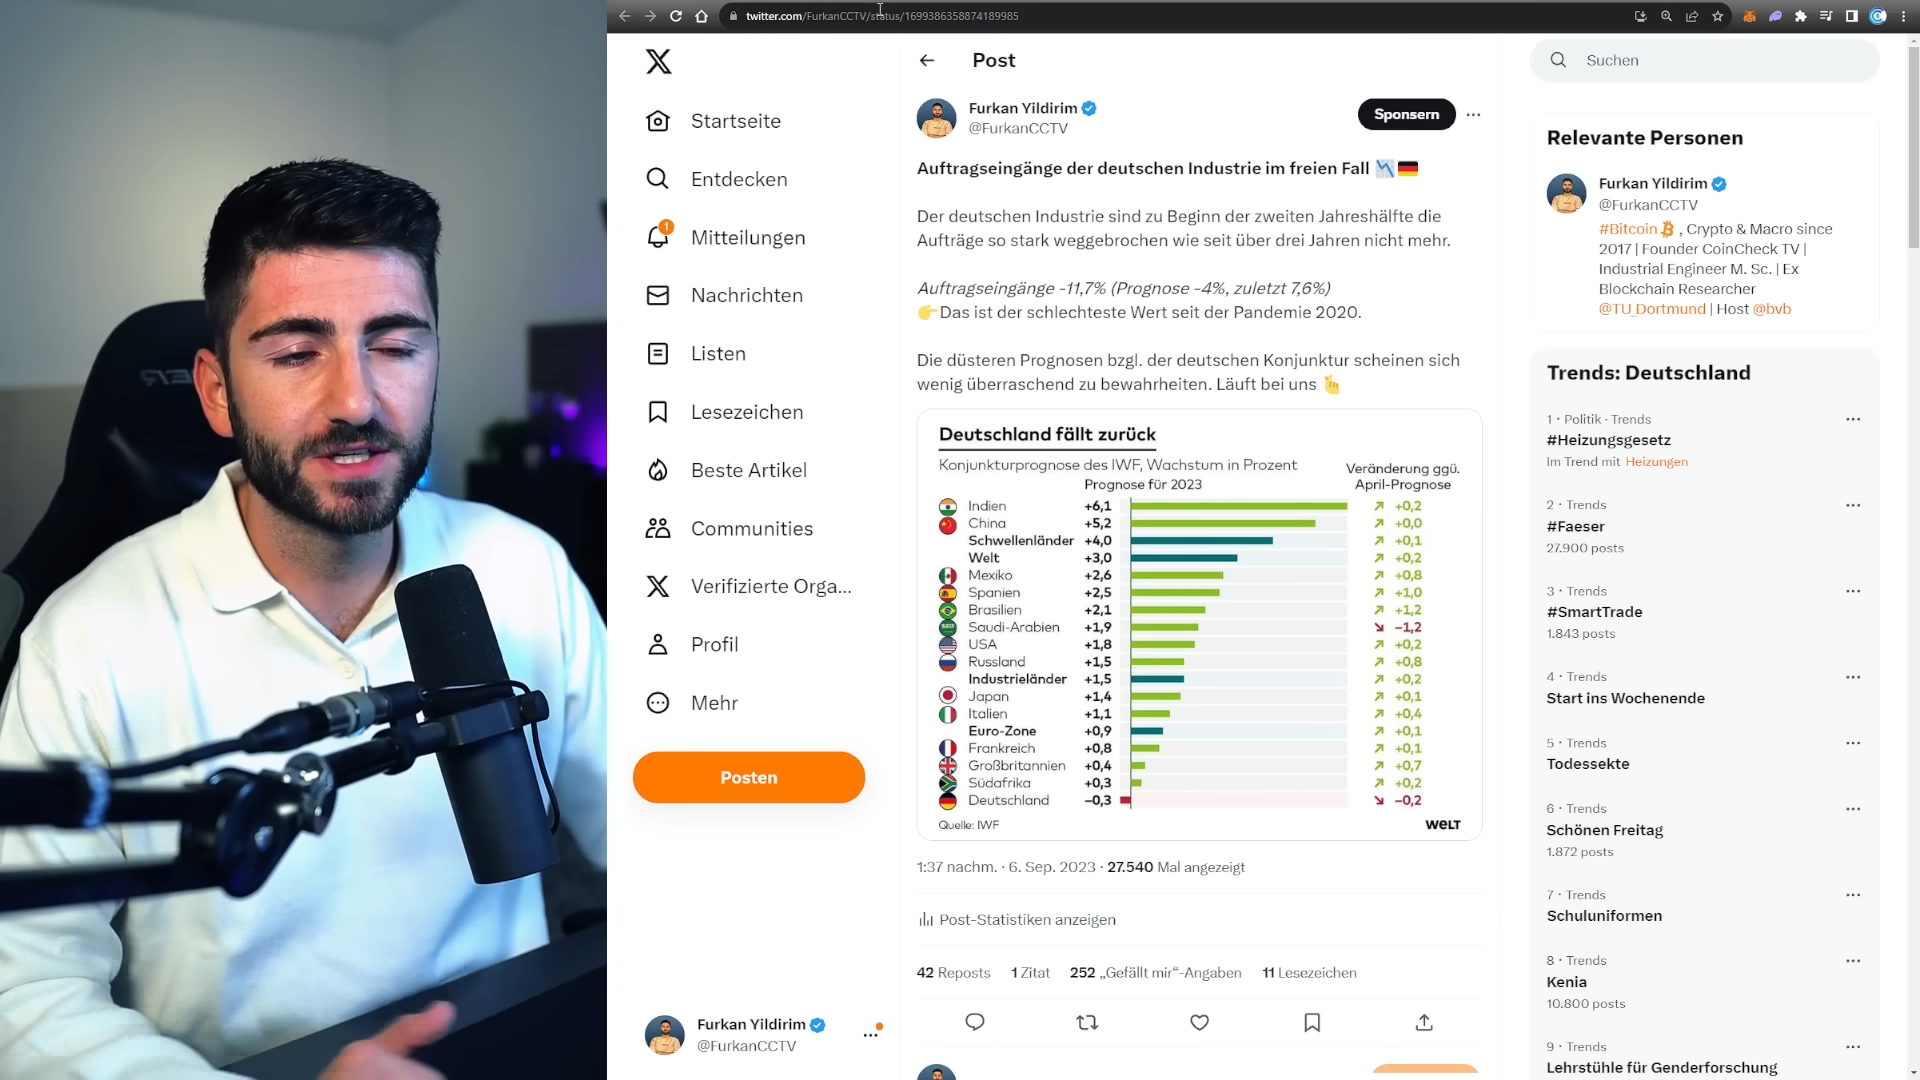 twitter.com/FurkanCCTV/status/1699386358874189985
Startseite
Entdecken
1
Mitteilungen
Nachrichten
Listen
Lesezeichen
Beste Artikel
Communities
Verifizierte Orga...
Profil
Mehr
Posten
Furkan Yildirim
@FurkanCCTV
Post
Furkan Yildirim
@FurkanCCTV
Sponsern
Auftragseingänge der deutschen Industrie im freien Fall
Der deutschen Industrie sind zu Beginn der zweiten Jahreshälfte die
Aufträge so stark weggebrochen wie seit über drei Jahren nicht mehr.
Auftragseingänge -11,7% (Prognose -4%, zuletzt 7,6%)
Das ist der schlechteste Wert seit der Pandemie 2020.
Die düsteren Prognosen bzgl. der deutschen Konjunktur scheinen sich
wenig überraschend zu bewahrheiten. Läuft bei uns
Deutschland fällt zurück
Konjunkturprognose des IWF, Wachstum in Prozent
Prognose für 2023
Veränderung ggü.
April-Prognose
Indien +6,1 +0,2
China +5,2 +0,0
Schwellenländer +4,0 +0,1
Welt +3,0 +0,2
Mexiko +2,6 +0,8
Spanien +2,5 +1,0
Brasilien +2,1 +1,2
Saudi-Arabien +1,9 −1,2
USA +1,8 +0,2
Russland +1,5 +0,8
Industrieländer +1,5 +0,2
Japan +1,4 +0,1
Italien +1,1 +0,4
Euro-Zone +0,9 +0,1
Frankreich +0,8 +0,1
Großbritannien +0,4 +0,7
Südafrika +0,3 +0,2
Deutschland −0,3 −0,2
Quelle: IWF
WELT
1:37 nachm. · 6. Sep. 2023 · 27.540 Mal angezeigt
Post-Statistiken anzeigen
42 Reposts 1 Zitat 252 „Gefällt mir“-Angaben 11 Lesezeichen
Suchen
Relevante Personen
Furkan Yildirim
@FurkanCCTV
#Bitcoin , Crypto & Macro since
2017 | Founder CoinCheck TV |
Industrial Engineer M. Sc. | Ex
Blockchain Researcher
@TU_Dortmund | Host @bvb
Trends: Deutschland
1 · Politik · Trends
#Heizungsgesetz
Im Trend mit Heizungen
2 · Trends
#Faeser
27.900 posts
3 · Trends
#SmartTrade
1.843 posts
4 · Trends
Start ins Wochenende
5 · Trends
Todessekte
6 · Trends
Schönen Freitag
1.872 posts
7 · Trends
Schuluniformen
8 · Trends
Kenia
10.800 posts
9 · Trends
Lehrstühle für Genderforschung